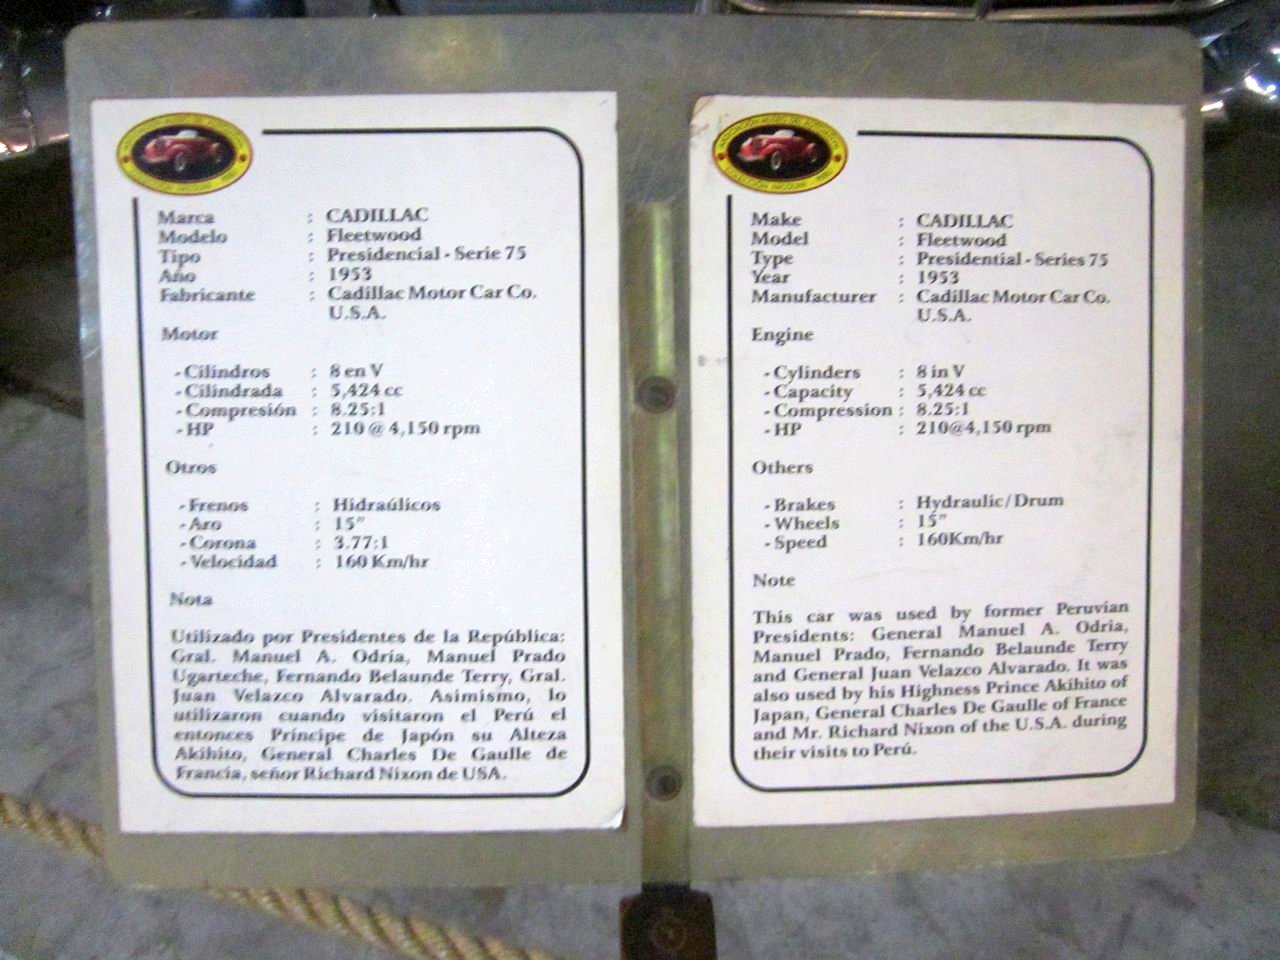 Marca : CADILLAC
Modelo : Fleetwood
Tipo : Presidencial - Serie 75
Año : 1953
Fabricante : Cadillac Motor Car Co.
U.S.A.
Motor
- Cilindros : 8 en V
- Cilindrada : 5,424 cc
- Compresión : 8.25:1
- HP : 210 @ 4,150 rpm
Otros
- Frenos : Hidraúlicos
- Aro : 15"
- Corona : 3.77:1
- Velocidad : 160 Km/hr
Nota
Utilizado por Presidentes de la República:
Gral. Manuel A. Odría, Manuel Prado
Ugarteche, Fernando Belaunde Terry, Gral.
Juan Velazco Alvarado. Asimismo, lo
utilizaron cuando visitaron el Perú el
entonces Príncipe de Japón su Alteza
Akihito, General Charles De Gaulle de
Francia, señor Richard Nixon de USA.
Make : CADILLAC
Model : Fleetwood
Type : Presidential - Series 75
Year : 1953
Manufacturer : Cadillac Motor Car Co.
U.S.A.
Engine
- Cylinders : 8 in V
- Capacity : 5,424 cc
- Compression : 8.25:1
- HP : 210@4,150 rpm
Others
- Brakes : Hydraulic/Drum
- Wheels : 15"
- Speed : 160Km/hr
Note
This car was used by former Peruvian
Presidents: General Manuel A. Odria,
Manuel Prado, Fernando Belaunde Terry
and General Juan Velazco Alvarado. It was
also used by his Highness Prince Akihito of
Japan, General Charles De Gaulle of France
and Mr. Richard Nixon of the U.S.A. during
their visits to Perú.